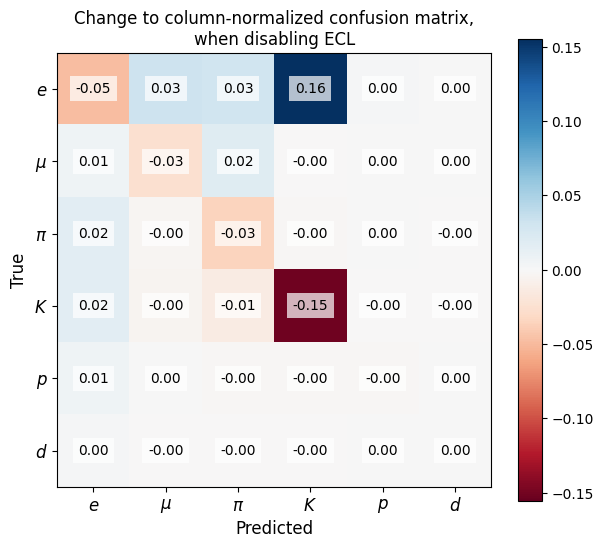 Change to column-normalized confusion matrix,
when disabling ECL
e -0.05 0.03 0.03 0.16 0.00 0.00
μ 0.01 -0.03 0.02 -0.00 0.00 0.00
π 0.02 -0.00 -0.03 -0.00 0.00 -0.00
K 0.02 -0.00 -0.01 -0.15 -0.00 -0.00
p 0.01 0.00 -0.00 -0.00 -0.00 0.00
d 0.00 -0.00 -0.00 -0.00 0.00 0.00
e μ π K p d
Predicted
True
0.15
0.10
0.05
0.00
−0.05
−0.10
−0.15